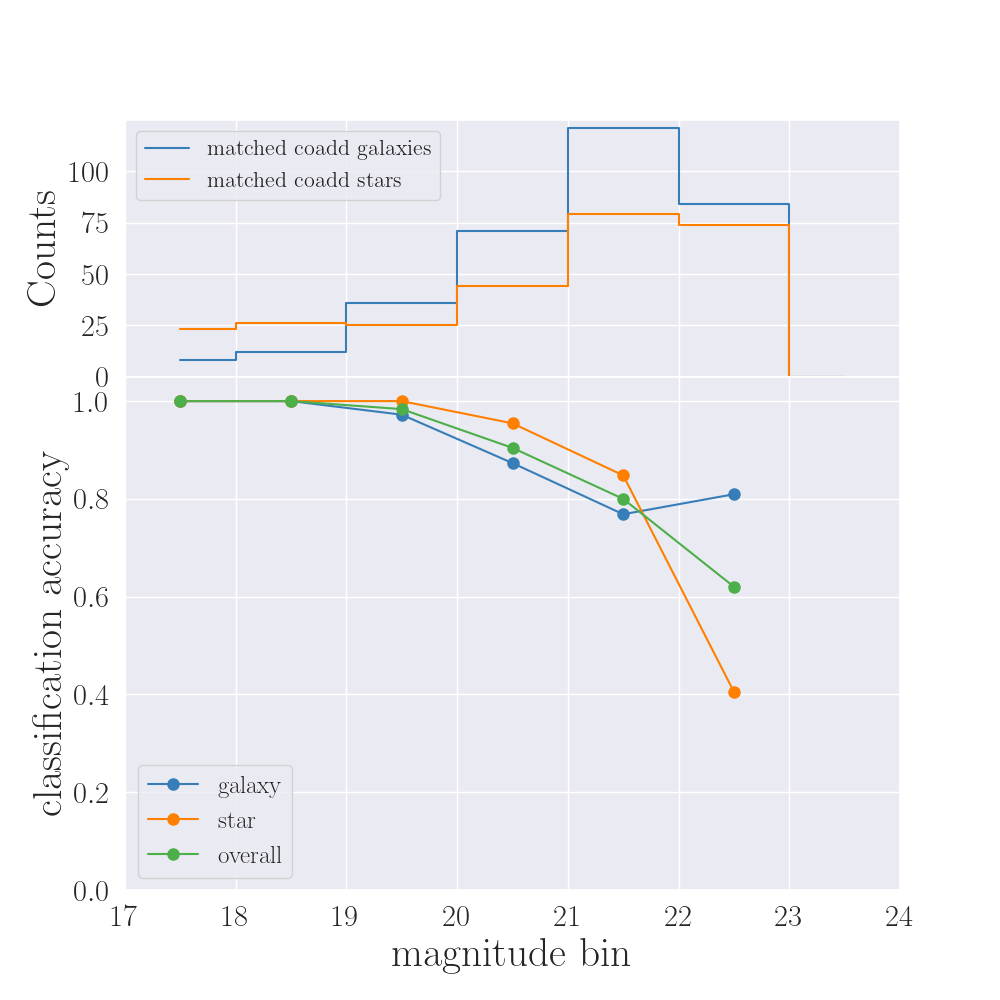 matched coadd galaxies
matched coadd stars
Counts
100
75
50
25
0
classification accuracy
1.0
0.8
0.6
0.4
0.2
0.0
galaxy
star
overall
17 18 19 20 21 22 23 24
magnitude bin